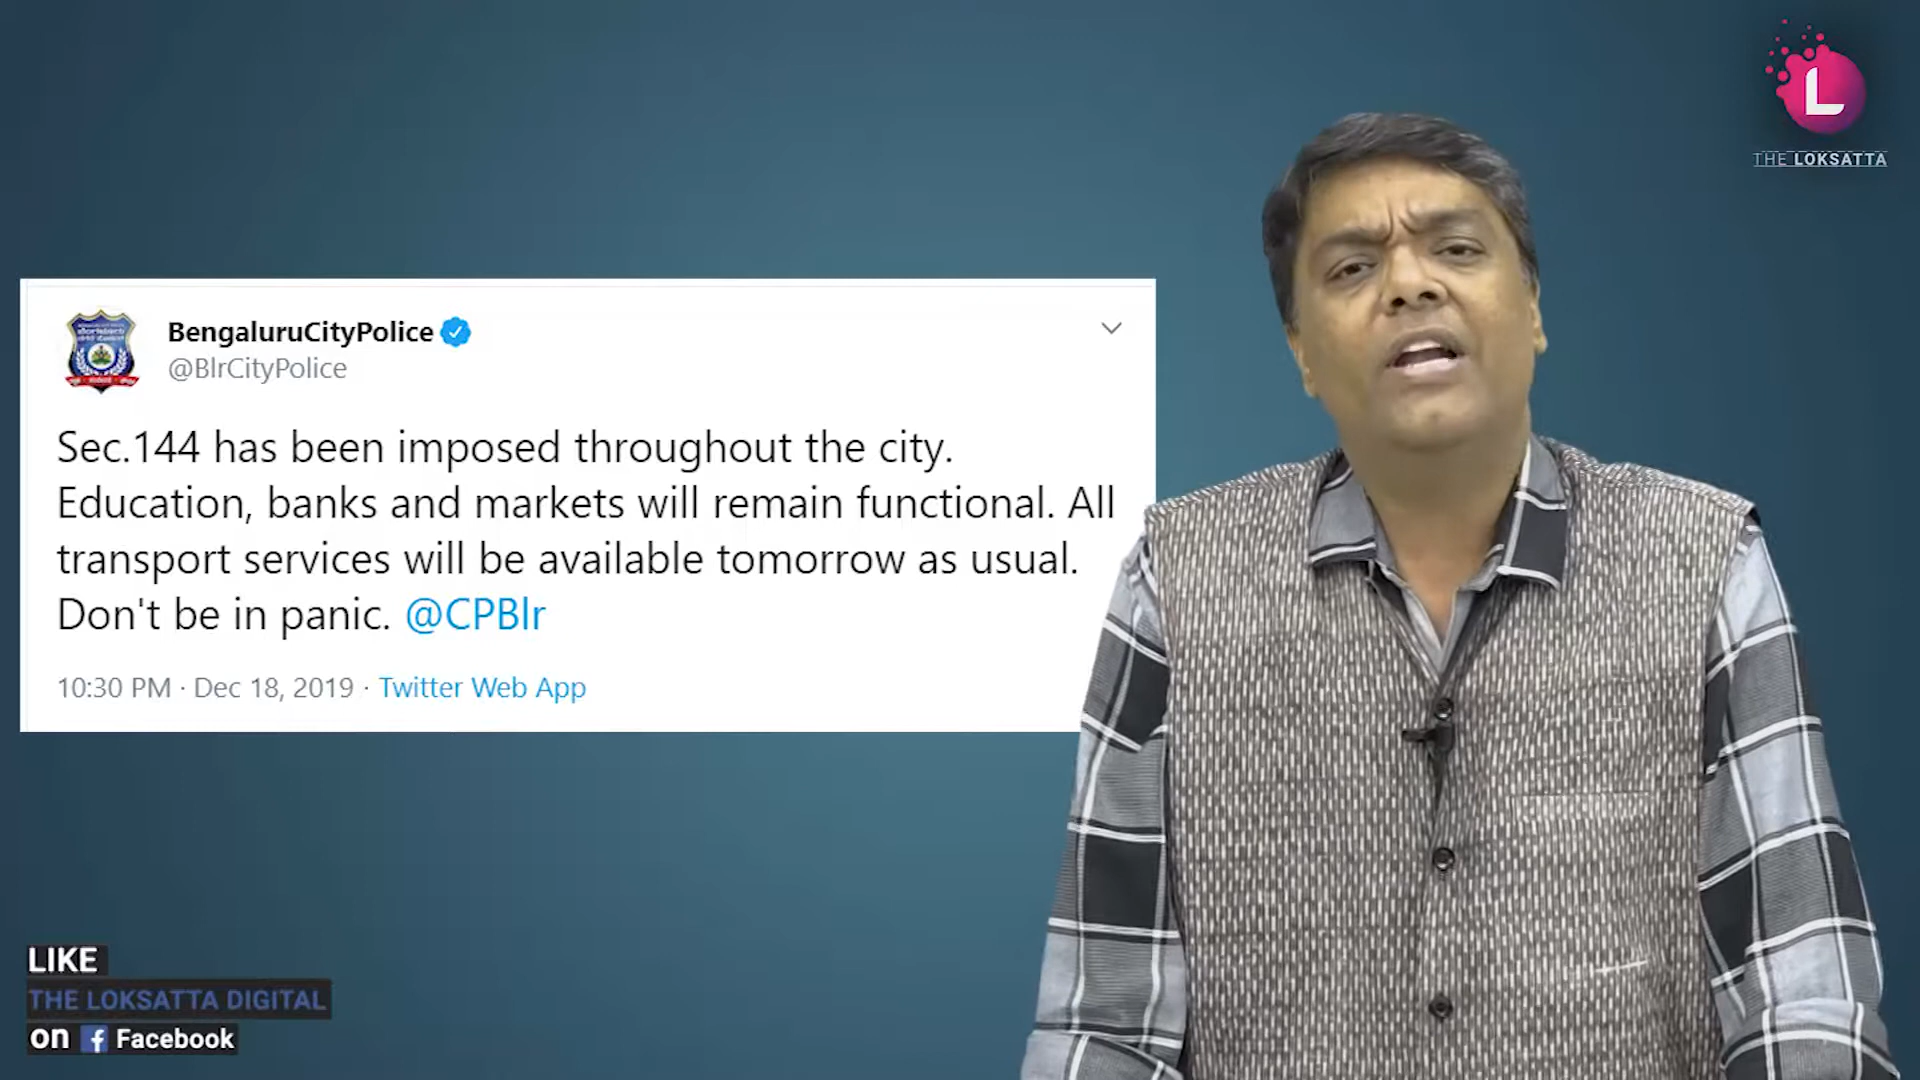 L
THE LOKSATTA
BengaluruCityPolice
@BlrCityPolice
Sec.144 has been imposed throughout the city.
Education, banks and markets will remain functional. All
transport services will be available tomorrow as usual.
Don't be in panic. @CPBlr
10:30 PM · Dec 18, 2019 · Twitter Web App
LIKE
THE LOKSATTA DIGITAL
on f Facebook